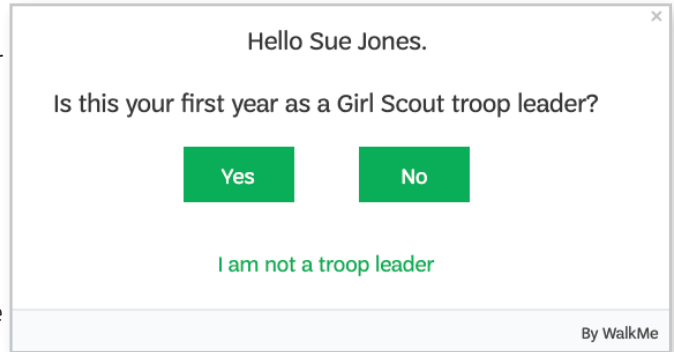 ×
Hello Sue Jones.
Is this your first year as a Girl Scout troop leader?
Yes No
I am not a troop leader
By WalkMe